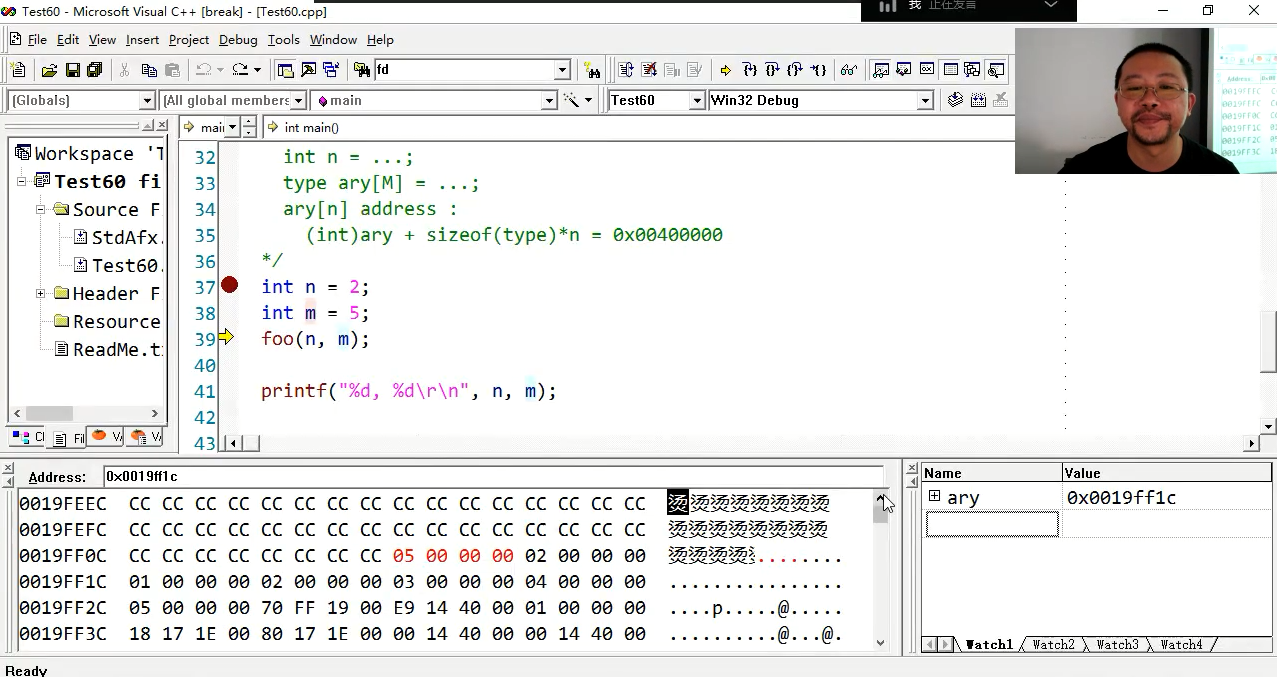 Test60 - Microsoft Visual C++ [break] - [Test60.cpp]
我 正在发言
File Edit View Insert Project Debug Tools Window Help
fd
[Globals] [All global members main Test60 Win32 Debug
mai int main()
Workspace 'T
Test60 fi
Source F
StdAfx.
Test60.
Header F
Resource
ReadMe.t
32 int n = ...;
33 type ary[M] = ...;
34 ary[n] address :
35 (int)ary + sizeof(type)*n = 0x00400000
36 */
37 int n = 2;
38 int m = 5;
39 foo(n, m);
40
41 printf("%d, %d\r\n", n, m);
42
43
Address: 0x0019ff1c
0019FEEC CC CC CC CC CC CC CC CC CC CC CC CC CC CC CC CC 烫烫烫烫烫烫烫烫
0019FEFC CC CC CC CC CC CC CC CC CC CC CC CC CC CC CC CC 烫烫烫烫烫烫烫烫
0019FF0C CC CC CC CC CC CC CC CC 05 00 00 00 02 00 00 00 烫烫烫烫........
0019FF1C 01 00 00 00 02 00 00 00 03 00 00 00 04 00 00 00 ................
0019FF2C 05 00 00 00 70 FF 19 00 E9 14 40 00 01 00 00 00 ....p.....@.....
0019FF3C 18 17 1E 00 80 17 1E 00 00 14 40 00 00 14 40 00 ..........@...@.
Name Value
ary 0x0019ff1c
Watch1 Watch2 Watch3 Watch4
Ready